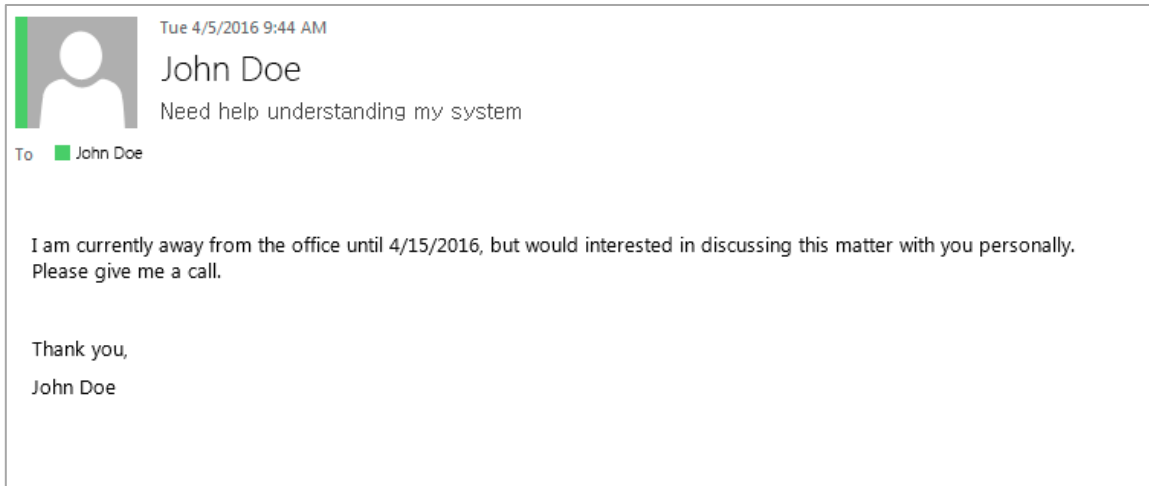 Tue 4/5/2016 9:44 AM
John Doe
Need help understanding my system
To John Doe
I am currently away from the office until 4/15/2016, but would interested in discussing this matter with you personally.
Please give me a call.
Thank you,
John Doe